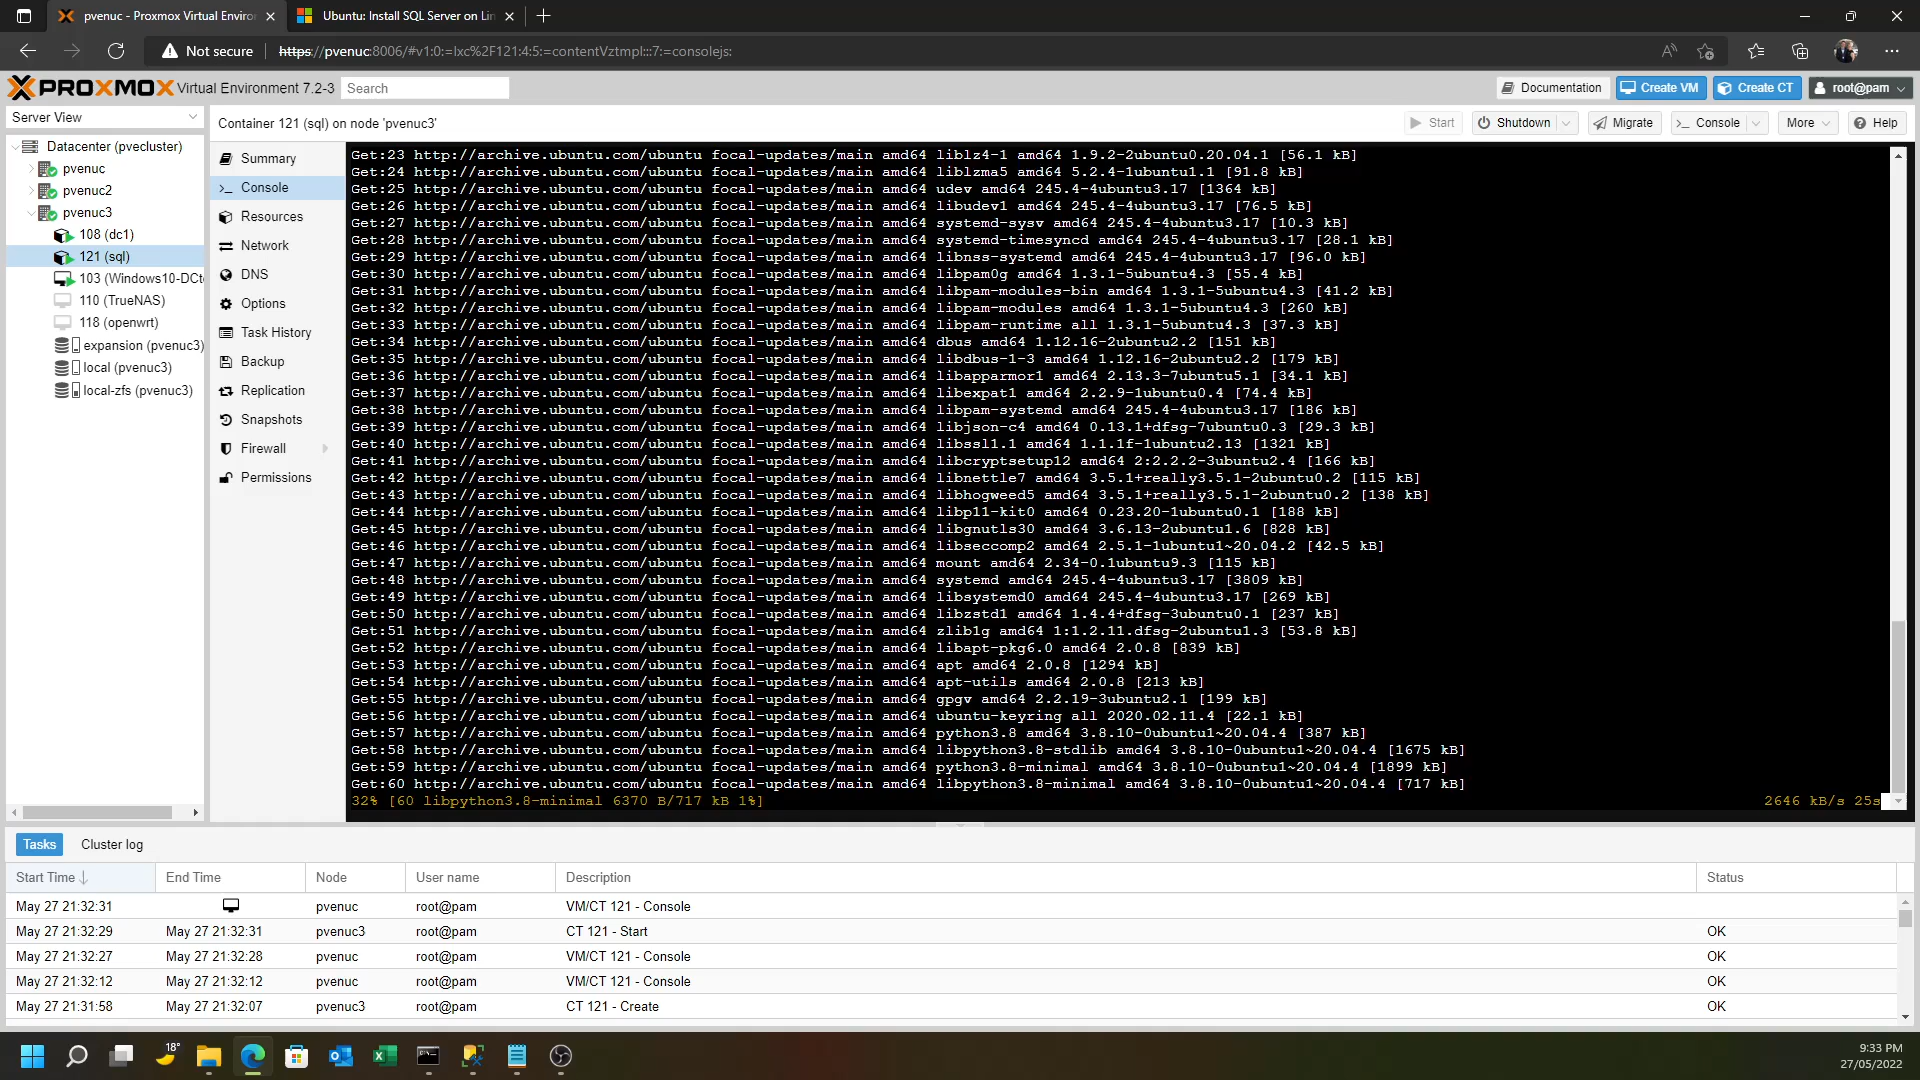 pvenuc - Proxmox Virtual Enviro
Ubuntu: Install SQL Server on Lin
Not secure
https://pvenuc:8006/#v1:0:=lxc%2F121:4:5:=contentVztmpl:::7:=consolejs:
PROXMOX Virtual Environment 7.2-3
Search
Documentation
Create VM
Create CT
root@pam
Server View
Container 121 (sql) on node 'pvenuc3'
Start
Shutdown
Migrate
Console
More
Help
Datacenter (pvecluster)
pvenuc
pvenuc2
pvenuc3
108 (dc1)
121 (sql)
103 (Windows10-DCte
110 (TrueNAS)
118 (openwrt)
expansion (pvenuc3)
local (pvenuc3)
local-zfs (pvenuc3)
Summary
Console
Resources
Network
DNS
Options
Task History
Backup
Replication
Snapshots
Firewall
Permissions
Get:23 http://archive.ubuntu.com/ubuntu focal-updates/main amd64 liblz4-1 amd64 1.9.2-2ubuntu0.20.04.1 [56.1 kB]
Get:24 http://archive.ubuntu.com/ubuntu focal-updates/main amd64 liblzma5 amd64 5.2.4-1ubuntu1.1 [91.8 kB]
Get:25 http://archive.ubuntu.com/ubuntu focal-updates/main amd64 udev amd64 245.4-4ubuntu3.17 [1364 kB]
Get:26 http://archive.ubuntu.com/ubuntu focal-updates/main amd64 libudev1 amd64 245.4-4ubuntu3.17 [76.5 kB]
Get:27 http://archive.ubuntu.com/ubuntu focal-updates/main amd64 systemd-sysv amd64 245.4-4ubuntu3.17 [10.3 kB]
Get:28 http://archive.ubuntu.com/ubuntu focal-updates/main amd64 systemd-timesyncd amd64 245.4-4ubuntu3.17 [28.1 kB]
Get:29 http://archive.ubuntu.com/ubuntu focal-updates/main amd64 libnss-systemd amd64 245.4-4ubuntu3.17 [96.0 kB]
Get:30 http://archive.ubuntu.com/ubuntu focal-updates/main amd64 libpam0g amd64 1.3.1-5ubuntu4.3 [55.4 kB]
Get:31 http://archive.ubuntu.com/ubuntu focal-updates/main amd64 libpam-modules-bin amd64 1.3.1-5ubuntu4.3 [41.2 kB]
Get:32 http://archive.ubuntu.com/ubuntu focal-updates/main amd64 libpam-modules amd64 1.3.1-5ubuntu4.3 [260 kB]
Get:33 http://archive.ubuntu.com/ubuntu focal-updates/main amd64 libpam-runtime all 1.3.1-5ubuntu4.3 [37.3 kB]
Get:34 http://archive.ubuntu.com/ubuntu focal-updates/main amd64 dbus amd64 1.12.16-2ubuntu2.2 [151 kB]
Get:35 http://archive.ubuntu.com/ubuntu focal-updates/main amd64 libdbus-1-3 amd64 1.12.16-2ubuntu2.2 [179 kB]
Get:36 http://archive.ubuntu.com/ubuntu focal-updates/main amd64 libapparmor1 amd64 2.13.3-7ubuntu5.1 [34.1 kB]
Get:37 http://archive.ubuntu.com/ubuntu focal-updates/main amd64 libexpat1 amd64 2.2.9-1ubuntu0.4 [74.4 kB]
Get:38 http://archive.ubuntu.com/ubuntu focal-updates/main amd64 libpam-systemd amd64 245.4-4ubuntu3.17 [186 kB]
Get:39 http://archive.ubuntu.com/ubuntu focal-updates/main amd64 libjson-c4 amd64 0.13.1+dfsg-7ubuntu0.3 [29.3 kB]
Get:40 http://archive.ubuntu.com/ubuntu focal-updates/main amd64 libssl1.1 amd64 1.1.1f-1ubuntu2.13 [1321 kB]
Get:41 http://archive.ubuntu.com/ubuntu focal-updates/main amd64 libcryptsetup12 amd64 2:2.2.2-3ubuntu2.4 [166 kB]
Get:42 http://archive.ubuntu.com/ubuntu focal-updates/main amd64 libnettle7 amd64 3.5.1+really3.5.1-2ubuntu0.2 [115 kB]
Get:43 http://archive.ubuntu.com/ubuntu focal-updates/main amd64 libhogweed5 amd64 3.5.1+really3.5.1-2ubuntu0.2 [138 kB]
Get:44 http://archive.ubuntu.com/ubuntu focal-updates/main amd64 libp11-kit0 amd64 0.23.20-1ubuntu0.1 [188 kB]
Get:45 http://archive.ubuntu.com/ubuntu focal-updates/main amd64 libgnutls30 amd64 3.6.13-2ubuntu1.6 [828 kB]
Get:46 http://archive.ubuntu.com/ubuntu focal-updates/main amd64 libseccomp2 amd64 2.5.1-1ubuntu1~20.04.2 [42.5 kB]
Get:47 http://archive.ubuntu.com/ubuntu focal-updates/main amd64 mount amd64 2.34-0.1ubuntu9.3 [115 kB]
Get:48 http://archive.ubuntu.com/ubuntu focal-updates/main amd64 systemd amd64 245.4-4ubuntu3.17 [3809 kB]
Get:49 http://archive.ubuntu.com/ubuntu focal-updates/main amd64 libsystemd0 amd64 245.4-4ubuntu3.17 [269 kB]
Get:50 http://archive.ubuntu.com/ubuntu focal-updates/main amd64 libzstd1 amd64 1.4.4+dfsg-3ubuntu0.1 [237 kB]
Get:51 http://archive.ubuntu.com/ubuntu focal-updates/main amd64 zlib1g amd64 1:1.2.11.dfsg-2ubuntu1.3 [53.8 kB]
Get:52 http://archive.ubuntu.com/ubuntu focal-updates/main amd64 libapt-pkg6.0 amd64 2.0.8 [839 kB]
Get:53 http://archive.ubuntu.com/ubuntu focal-updates/main amd64 apt amd64 2.0.8 [1294 kB]
Get:54 http://archive.ubuntu.com/ubuntu focal-updates/main amd64 apt-utils amd64 2.0.8 [213 kB]
Get:55 http://archive.ubuntu.com/ubuntu focal-updates/main amd64 gpgv amd64 2.2.19-3ubuntu2.1 [199 kB]
Get:56 http://archive.ubuntu.com/ubuntu focal-updates/main amd64 ubuntu-keyring all 2020.02.11.4 [22.1 kB]
Get:57 http://archive.ubuntu.com/ubuntu focal-updates/main amd64 python3.8 amd64 3.8.10-0ubuntu1~20.04.4 [387 kB]
Get:58 http://archive.ubuntu.com/ubuntu focal-updates/main amd64 libpython3.8-stdlib amd64 3.8.10-0ubuntu1~20.04.4 [1675 kB]
Get:59 http://archive.ubuntu.com/ubuntu focal-updates/main amd64 python3.8-minimal amd64 3.8.10-0ubuntu1~20.04.4 [1899 kB]
Get:60 http://archive.ubuntu.com/ubuntu focal-updates/main amd64 libpython3.8-minimal amd64 3.8.10-0ubuntu1~20.04.4 [717 kB]
32% [60 libpython3.8-minimal 6370 B/717 kB 1%] 2646 kB/s 25s
Tasks
Cluster log
Start Time End Time Node User name Description Status
May 27 21:32:31 pvenuc root@pam VM/CT 121 - Console
May 27 21:32:29 May 27 21:32:31 pvenuc3 root@pam CT 121 - Start OK
May 27 21:32:27 May 27 21:32:28 pvenuc root@pam VM/CT 121 - Console OK
May 27 21:32:12 May 27 21:32:12 pvenuc root@pam VM/CT 121 - Console OK
May 27 21:31:58 May 27 21:32:07 pvenuc3 root@pam CT 121 - Create OK
18°
9:33 PM
27/05/2022